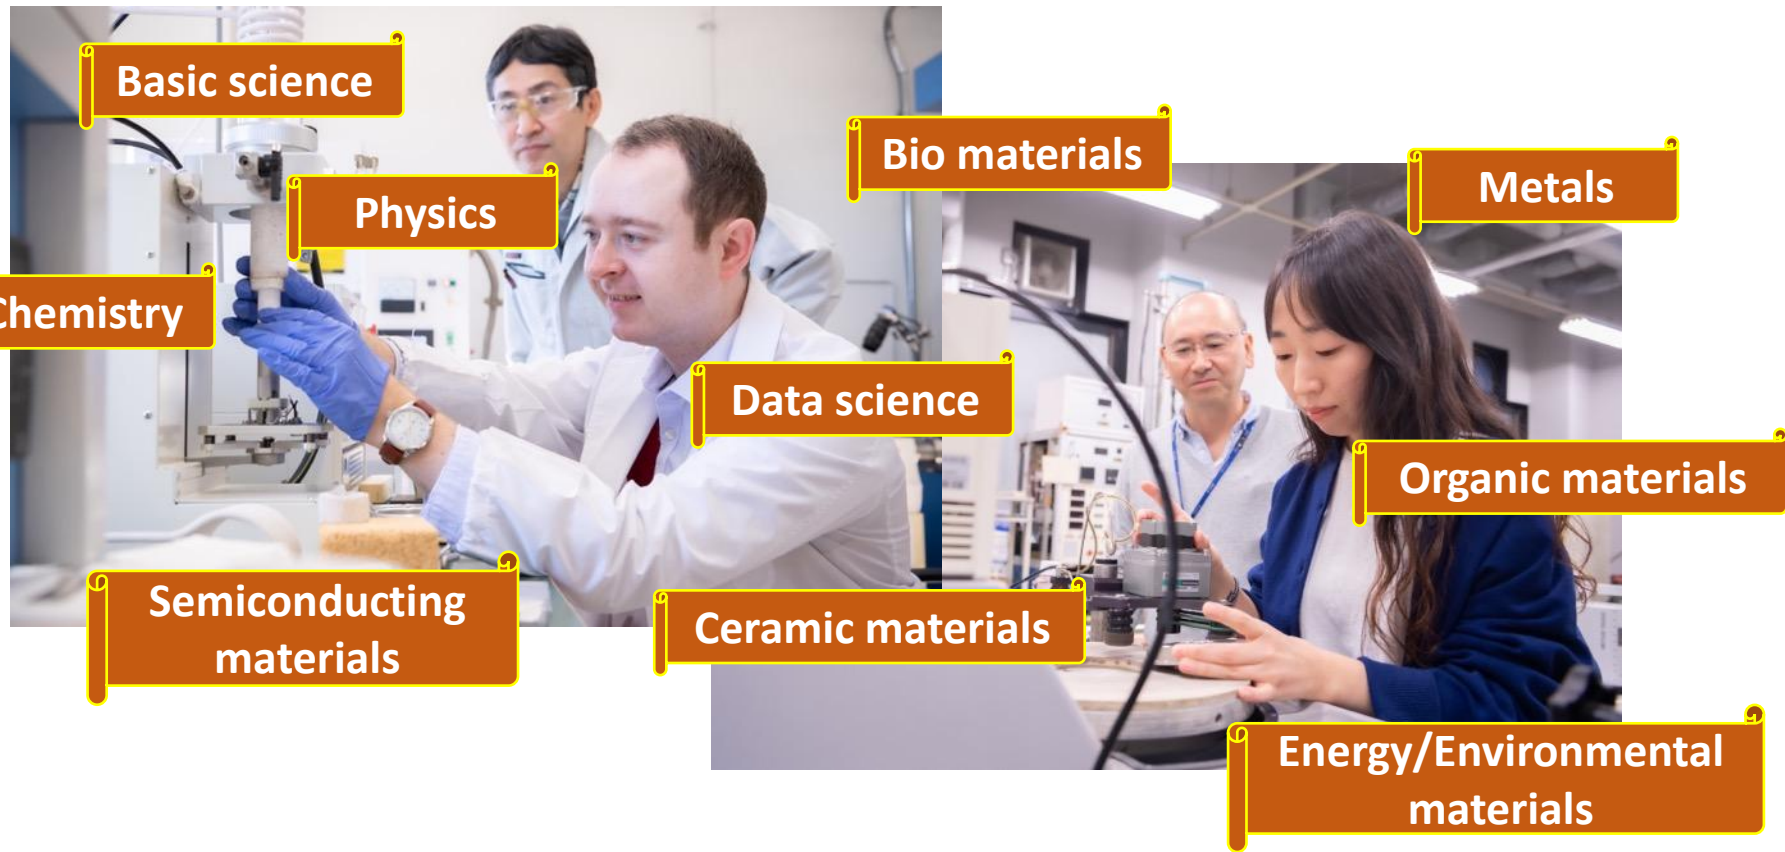 Basic science
Bio materials
Metals
Physics
Chemistry
Data science
Organic materials
Semiconducting
materials
Ceramic materials
Energy/Environmental
materials